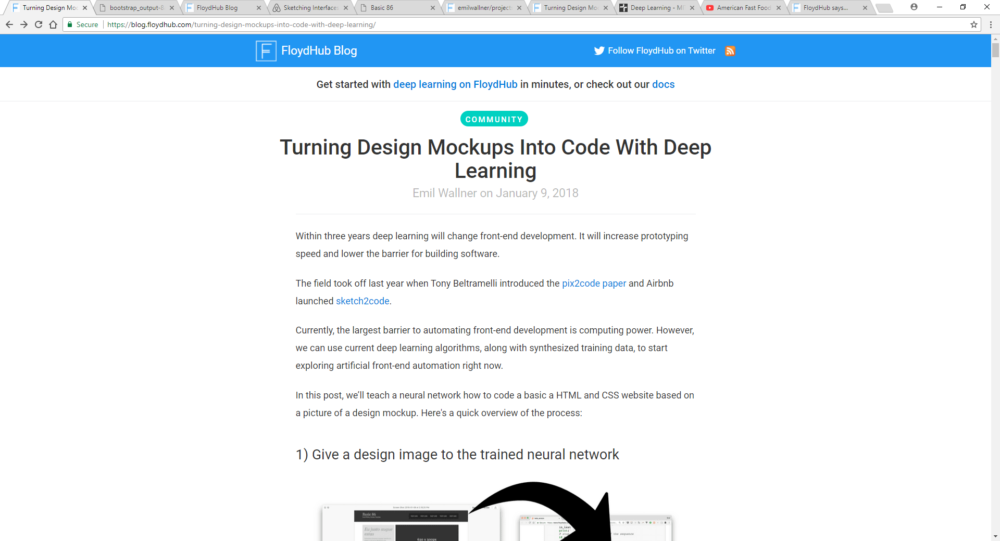 Turning Design Moc
bootstrap_output-8
FloydHub Blog
Sketching Interfaces
Basic 86
emilwallner/projects
Turning Design Moc
Deep Learning - MI
American Fast Food
FloydHub says...
Secure
https://blog.floydhub.com/turning-design-mockups-into-code-with-deep-learning/
FloydHub Blog
Follow FloydHub on Twitter
Get started with deep learning on FloydHub in minutes, or check out our docs
COMMUNITY
Turning Design Mockups Into Code With Deep
Learning
Emil Wallner on January 9, 2018
Within three years deep learning will change front-end development. It will increase prototyping
speed and lower the barrier for building software.
The field took off last year when Tony Beltramelli introduced the pix2code paper and Airbnb
launched sketch2code.
Currently, the largest barrier to automating front-end development is computing power. However,
we can use current deep learning algorithms, along with synthesized training data, to start
exploring artificial front-end automation right now.
In this post, we’ll teach a neural network how to code a basic a HTML and CSS website based on
a picture of a design mockup. Here's a quick overview of the process:
1) Give a design image to the trained neural network
Basic 86
Eu justo augue
estas
630 x 300px
in_text
print('
# stop
the sequence